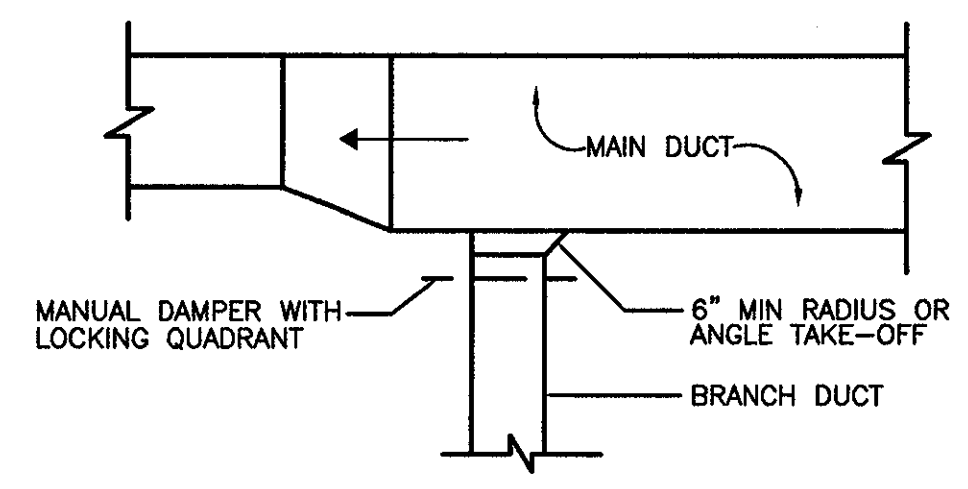 MAIN DUCT
MANUAL DAMPER WITH
LOCKING QUADRANT
6" MIN RADIUS OR
ANGLE TAKE-OFF
BRANCH DUCT